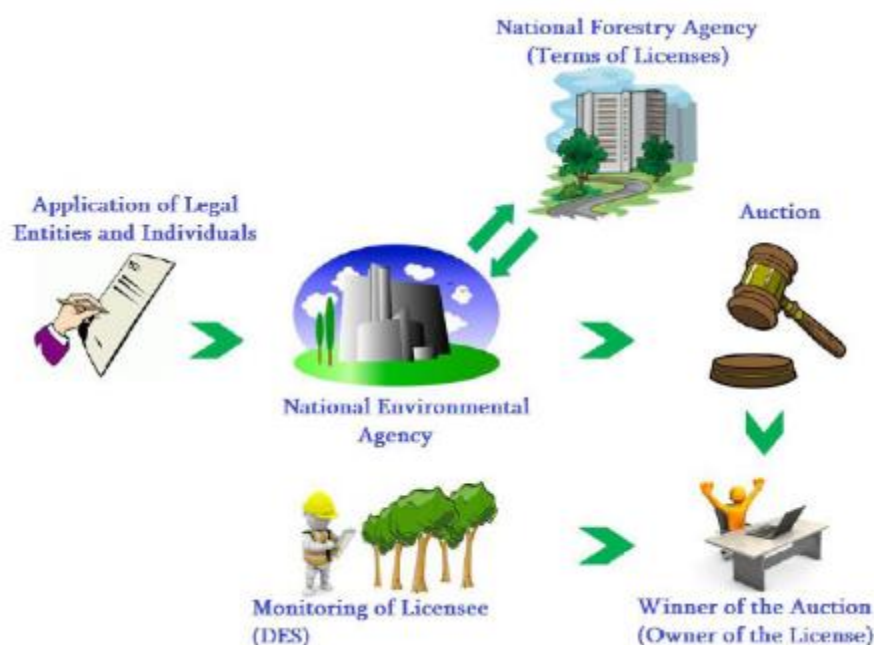 National Forestry Agency
(Terms of Licenses)
Application of Legal
Entities and Individuals
Auction
National Environmental
Agency
Monitoring of Licensee
(DES)
Winner of the Auction
(Owner of the License)